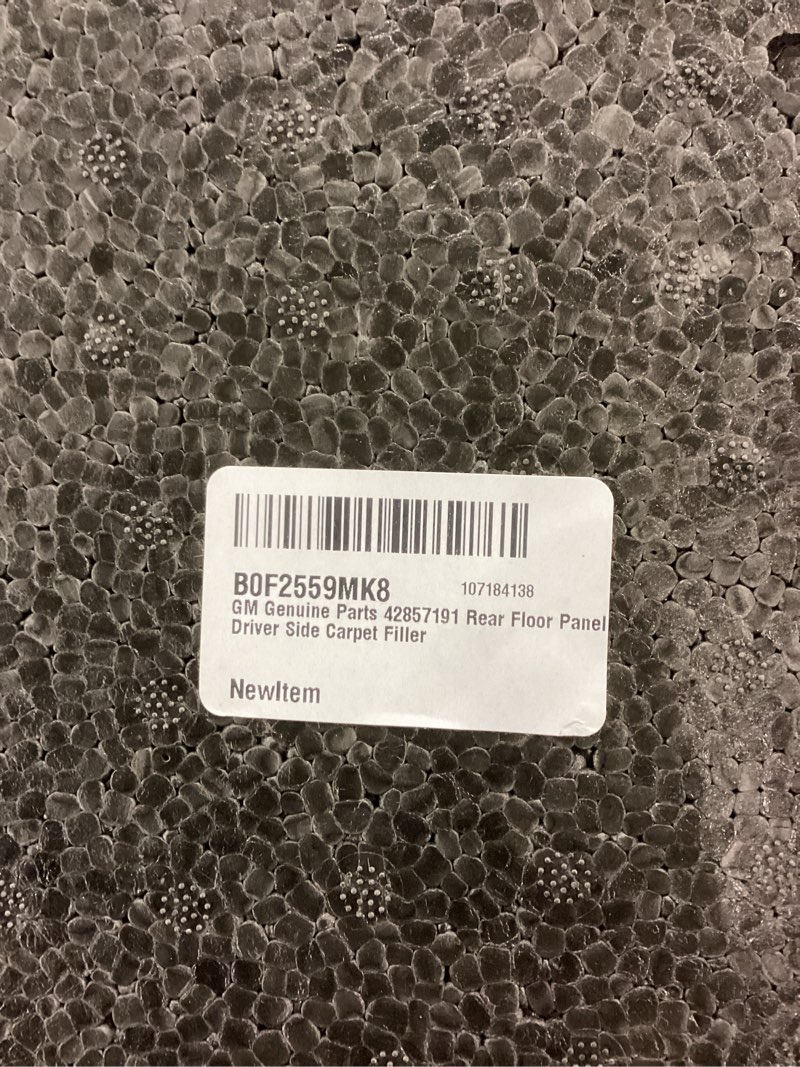 B0F2559MK8 107184138
GM Genuine Parts 42857191 Rear Floor Panel
Driver Side Carpet Filler
NewItem